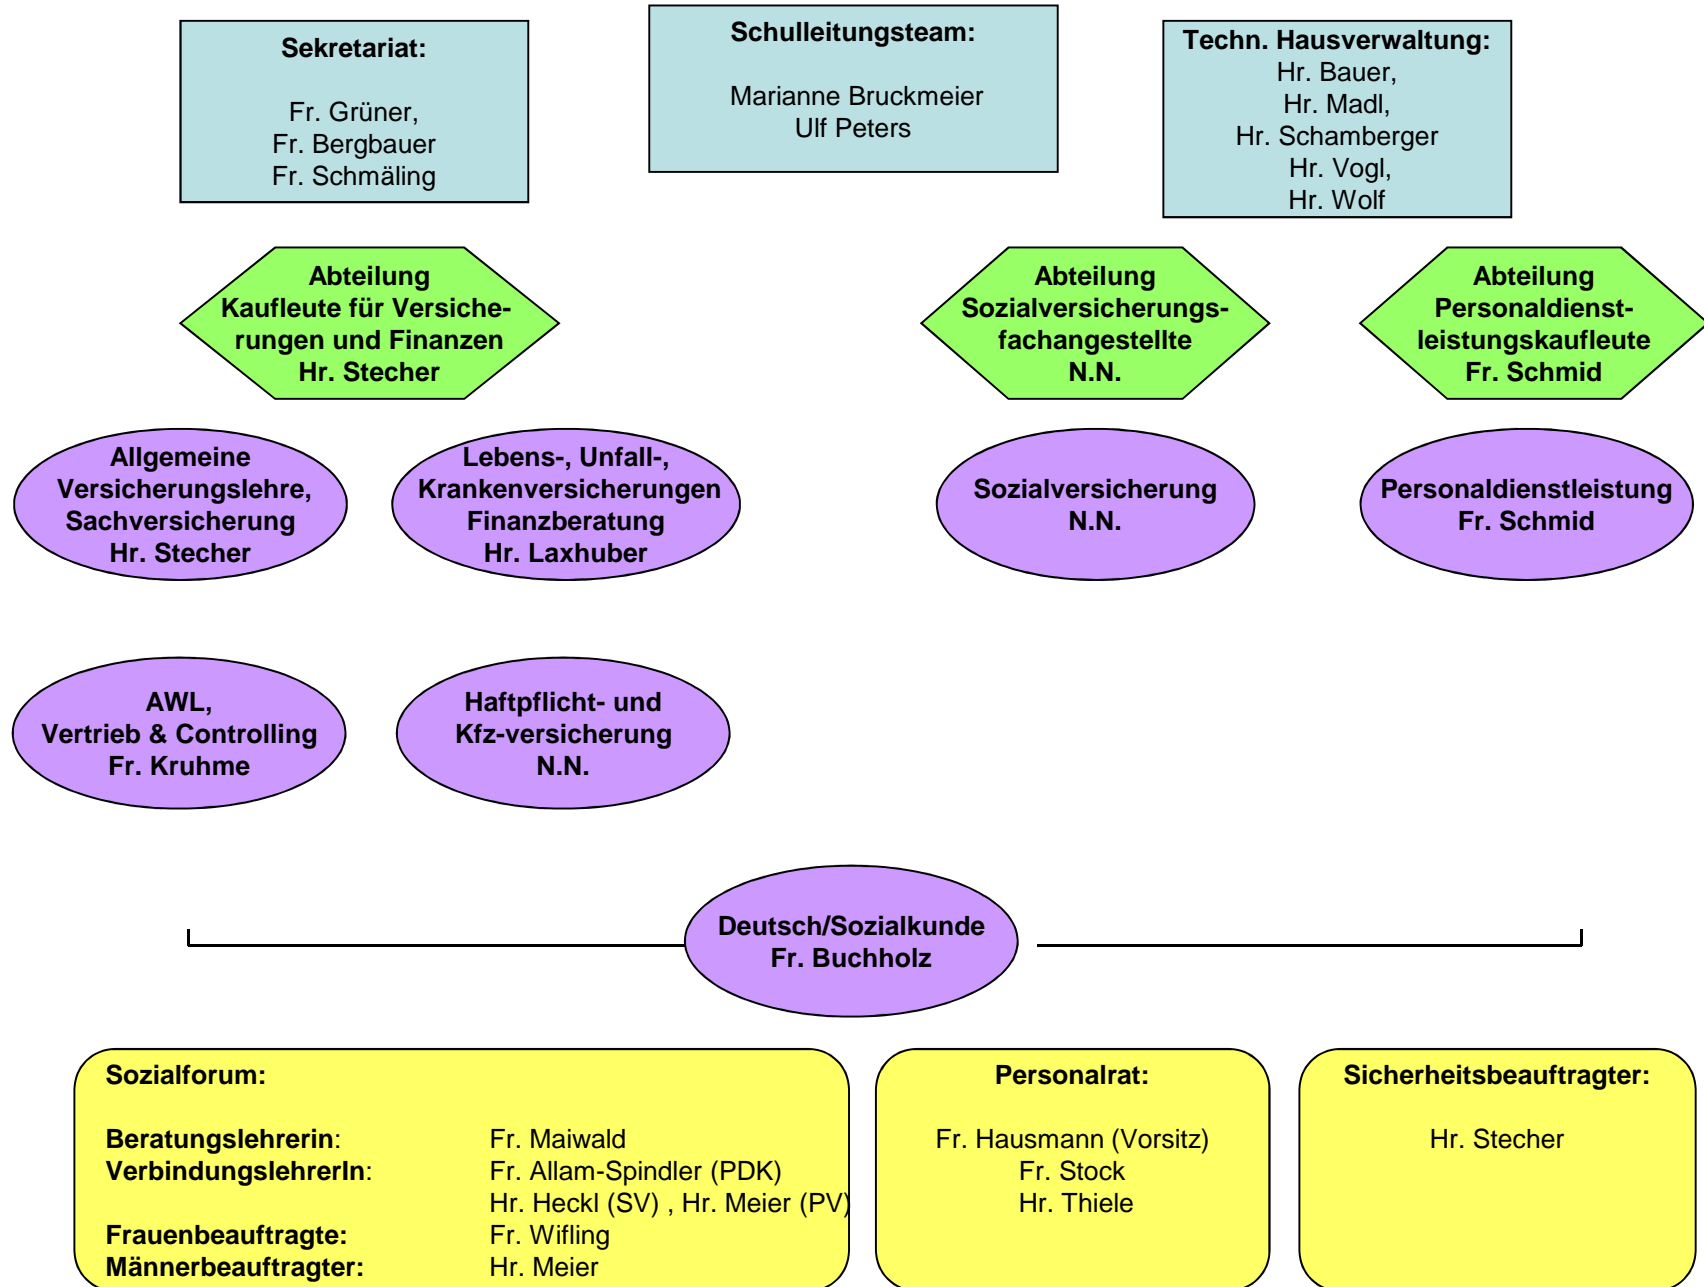 Sekretariat:
Fr. Grüner,
Fr. Bergbauer
Fr. Schmäling
Schulleitungsteam:
Marianne Bruckmeier
Ulf Peters
Techn. Hausverwaltung:
Hr. Bauer,
Hr. Madl,
Hr. Schamberger
Hr. Vogl,
Hr. Wolf
Abteilung
Kaufleute für Versiche-
rungen und Finanzen
Hr. Stecher
Abteilung
Sozialversicherungs-
fachangestellte
N.N.
Abteilung
Personaldienst-
leistungskaufleute
Fr. Schmid
Allgemeine
Versicherungslehre,
Sachversicherung
Hr. Stecher
Lebens-, Unfall-,
Krankenversicherungen
Finanzberatung
Hr. Laxhuber
Sozialversicherung
N.N.
Personaldienstleistung
Fr. Schmid
AWL,
Vertrieb & Controlling
Fr. Kruhme
Haftpflicht- und
Kfz-versicherung
N.N.
Deutsch/Sozialkunde
Fr. Buchholz
Sozialforum:
Beratungslehrerin: Fr. Maiwald
VerbindungslehrerIn: Fr. Allam-Spindler (PDK)
Hr. Heckl (SV) , Hr. Meier (PV)
Frauenbeauftragte: Fr. Wifling
Männerbeauftragter: Hr. Meier
Personalrat:
Fr. Hausmann (Vorsitz)
Fr. Stock
Hr. Thiele
Sicherheitsbeauftragter:
Hr. Stecher